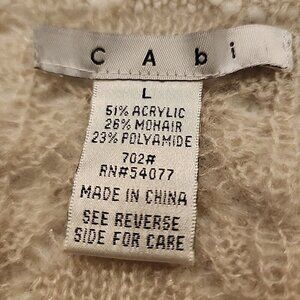 CAbi
L
51% ACRYLIC
26% MOHAIR
23% POLYAMIDE
702#
RN#54077
MADE IN CHINA
SEE REVERSE
SIDE FOR CARE